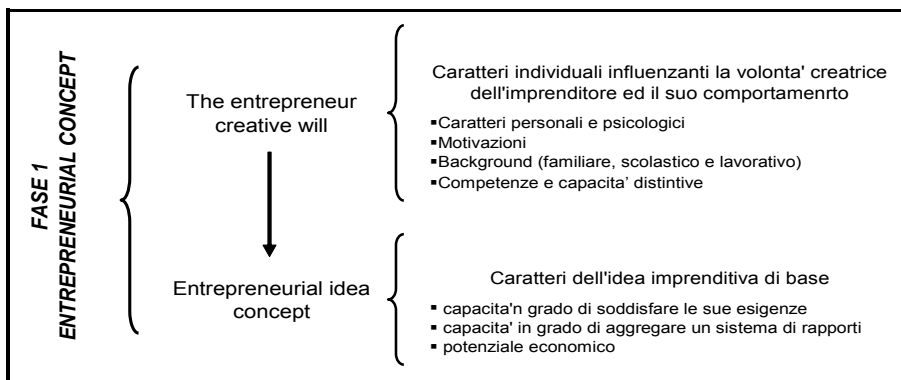 FASE 1
ENTREPRENEURIAL CONCEPT
The entrepreneur
creative will
Caratteri individuali influenzanti la volonta' creatrice
dell'imprenditore ed il suo comportamenrto
▪Caratteri personali e psicologici
▪Motivazioni
▪Background (familiare, scolastico e lavorativo)
▪Competenze e capacita’ distintive
Entrepreneurial idea
concept
Caratteri dell'idea imprenditiva di base
▪ capacita'n grado di soddisfare le sue esigenze
▪ capacita' in grado di aggregare un sistema di rapporti
▪ potenziale economico